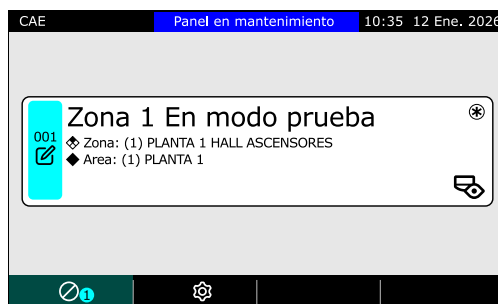 CAE Panel en mantenimiento 10:35 12 Ene. 2026
Zona 1 En modo prueba
001
Zona: (1) PLANTA 1 HALL ASCENSORES
Area: (1) PLANTA 1
1